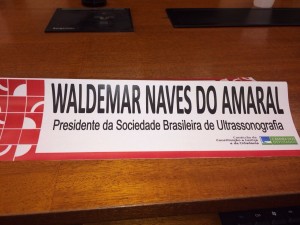 WALDEMAR NAVES DO AMARAL
Presidente da Sociedade Brasileira de Ultrassonografia